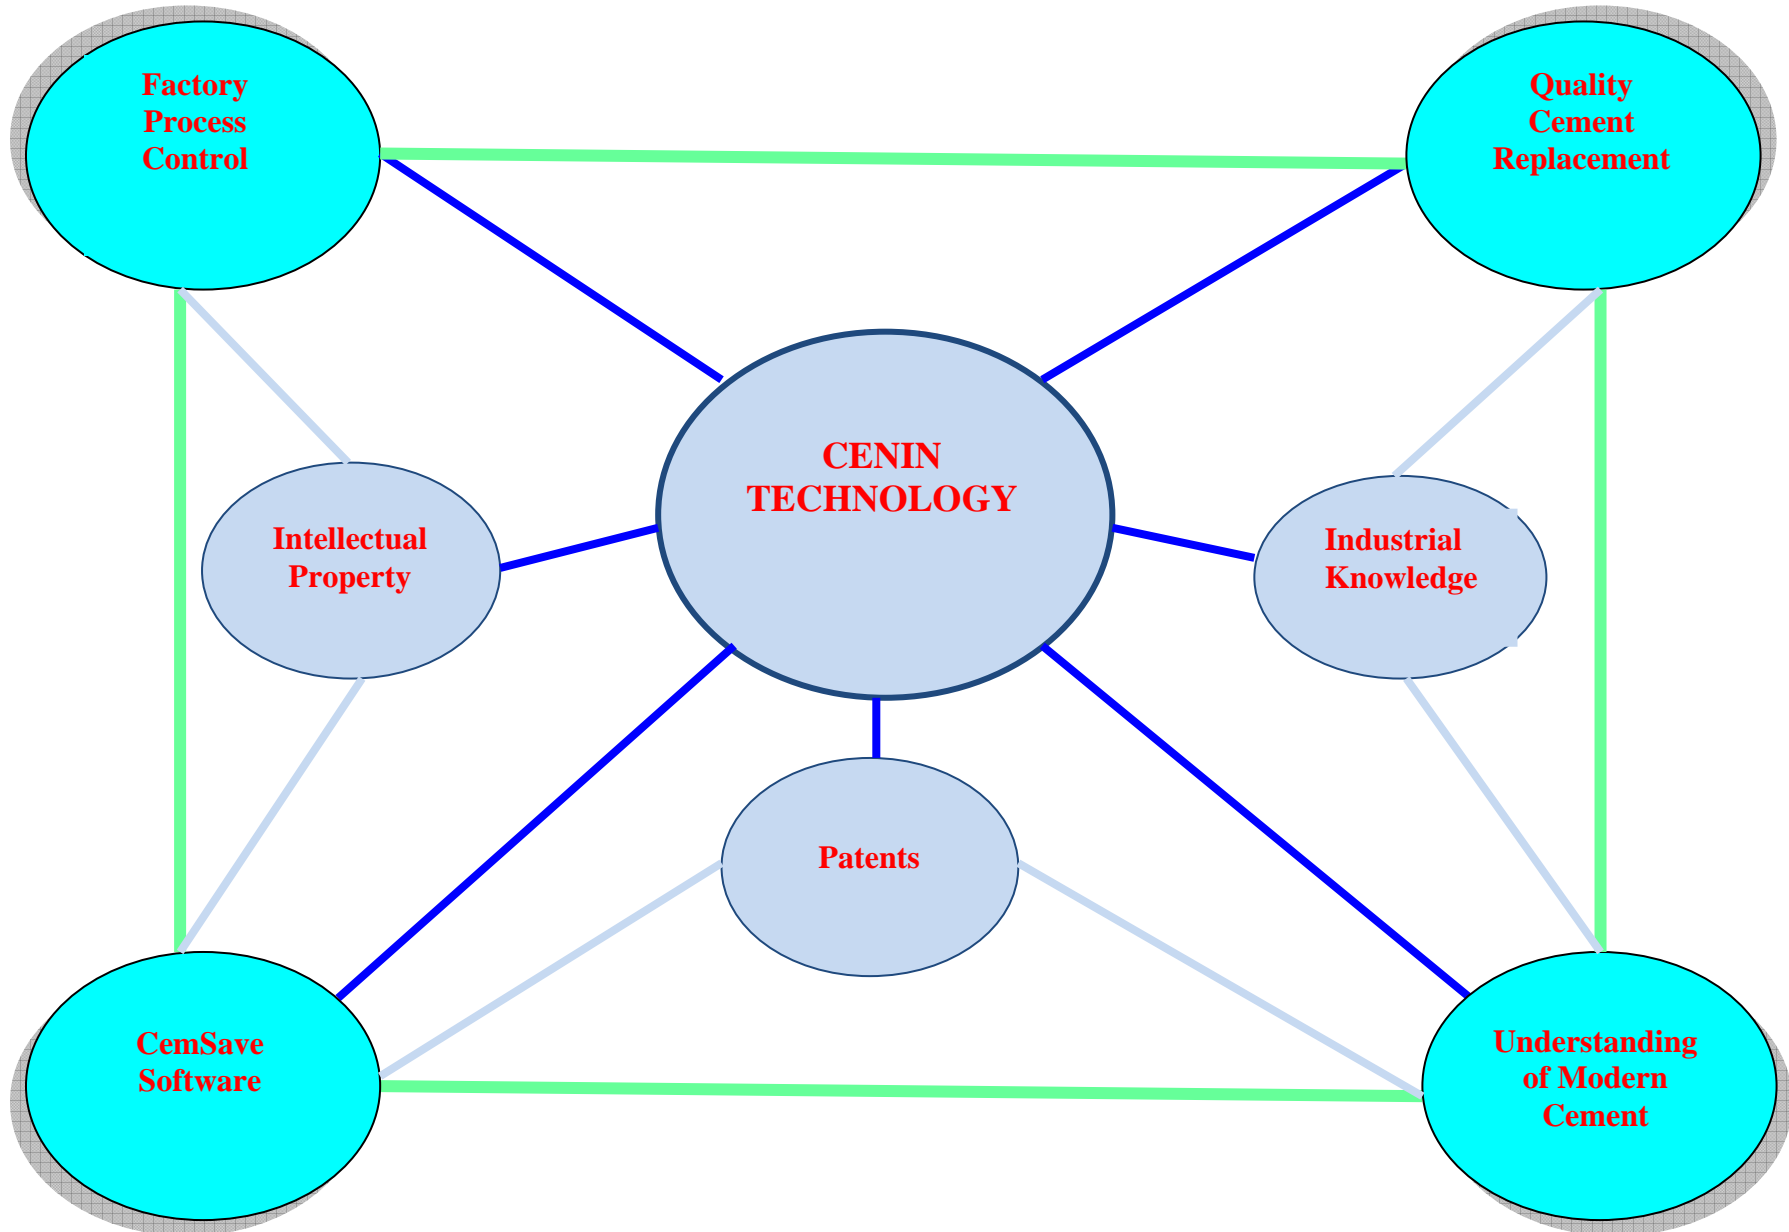 Factory
Process
Control
Quality
Cement
Replacement
CENIN
TECHNOLOGY
Intellectual
Property
Industrial
Knowledge
Patents
CemSave
Software
Understanding
of Modern
Cement